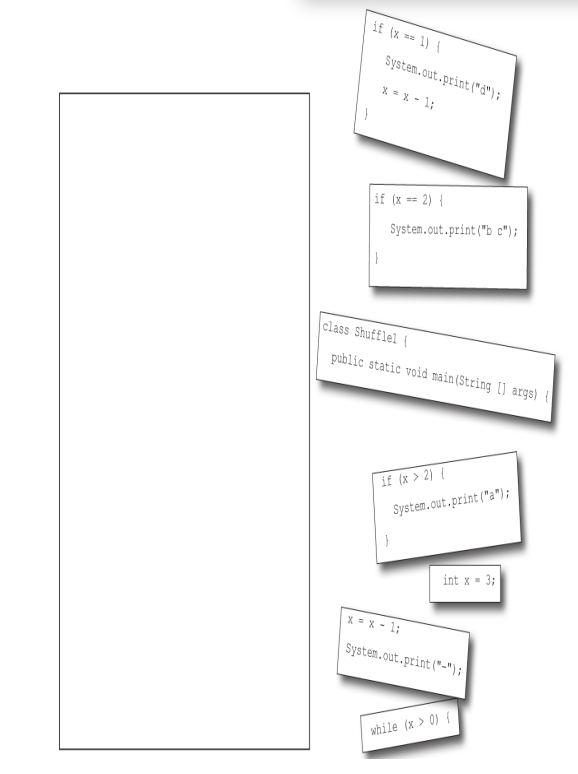 if (x == 1) {
System.out.print("d");
x = x - 1;
}
if (x == 2) {
System.out.print("b c");
}
class Shuffle1 {
public static void main(String [] args) {
if (x > 2) {
System.out.print("a");
}
int x = 3;
x = x - 1;
System.out.print("-");
while (x > 0) {